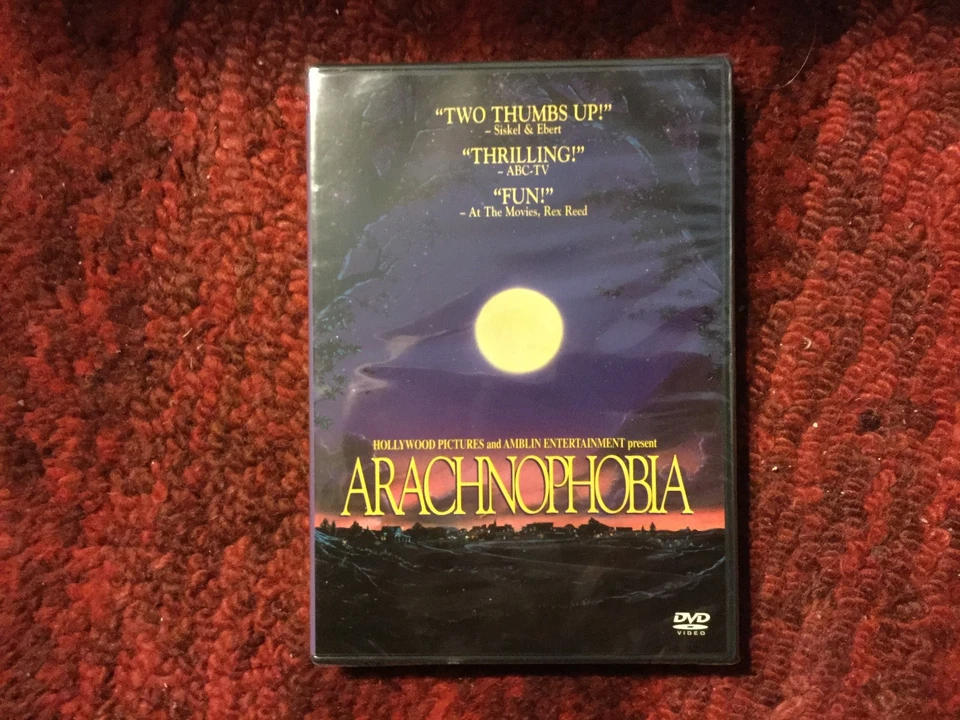 “TWO THUMBS UP!”
– Siskel & Ebert
“THRILLING!”
– ABC-TV
“FUN!”
– At The Movies, Rex Reed
HOLLYWOOD PICTURES and AMBLIN ENTERTAINMENT present
ARACHNOPHOBIA
DVD
VIDEO